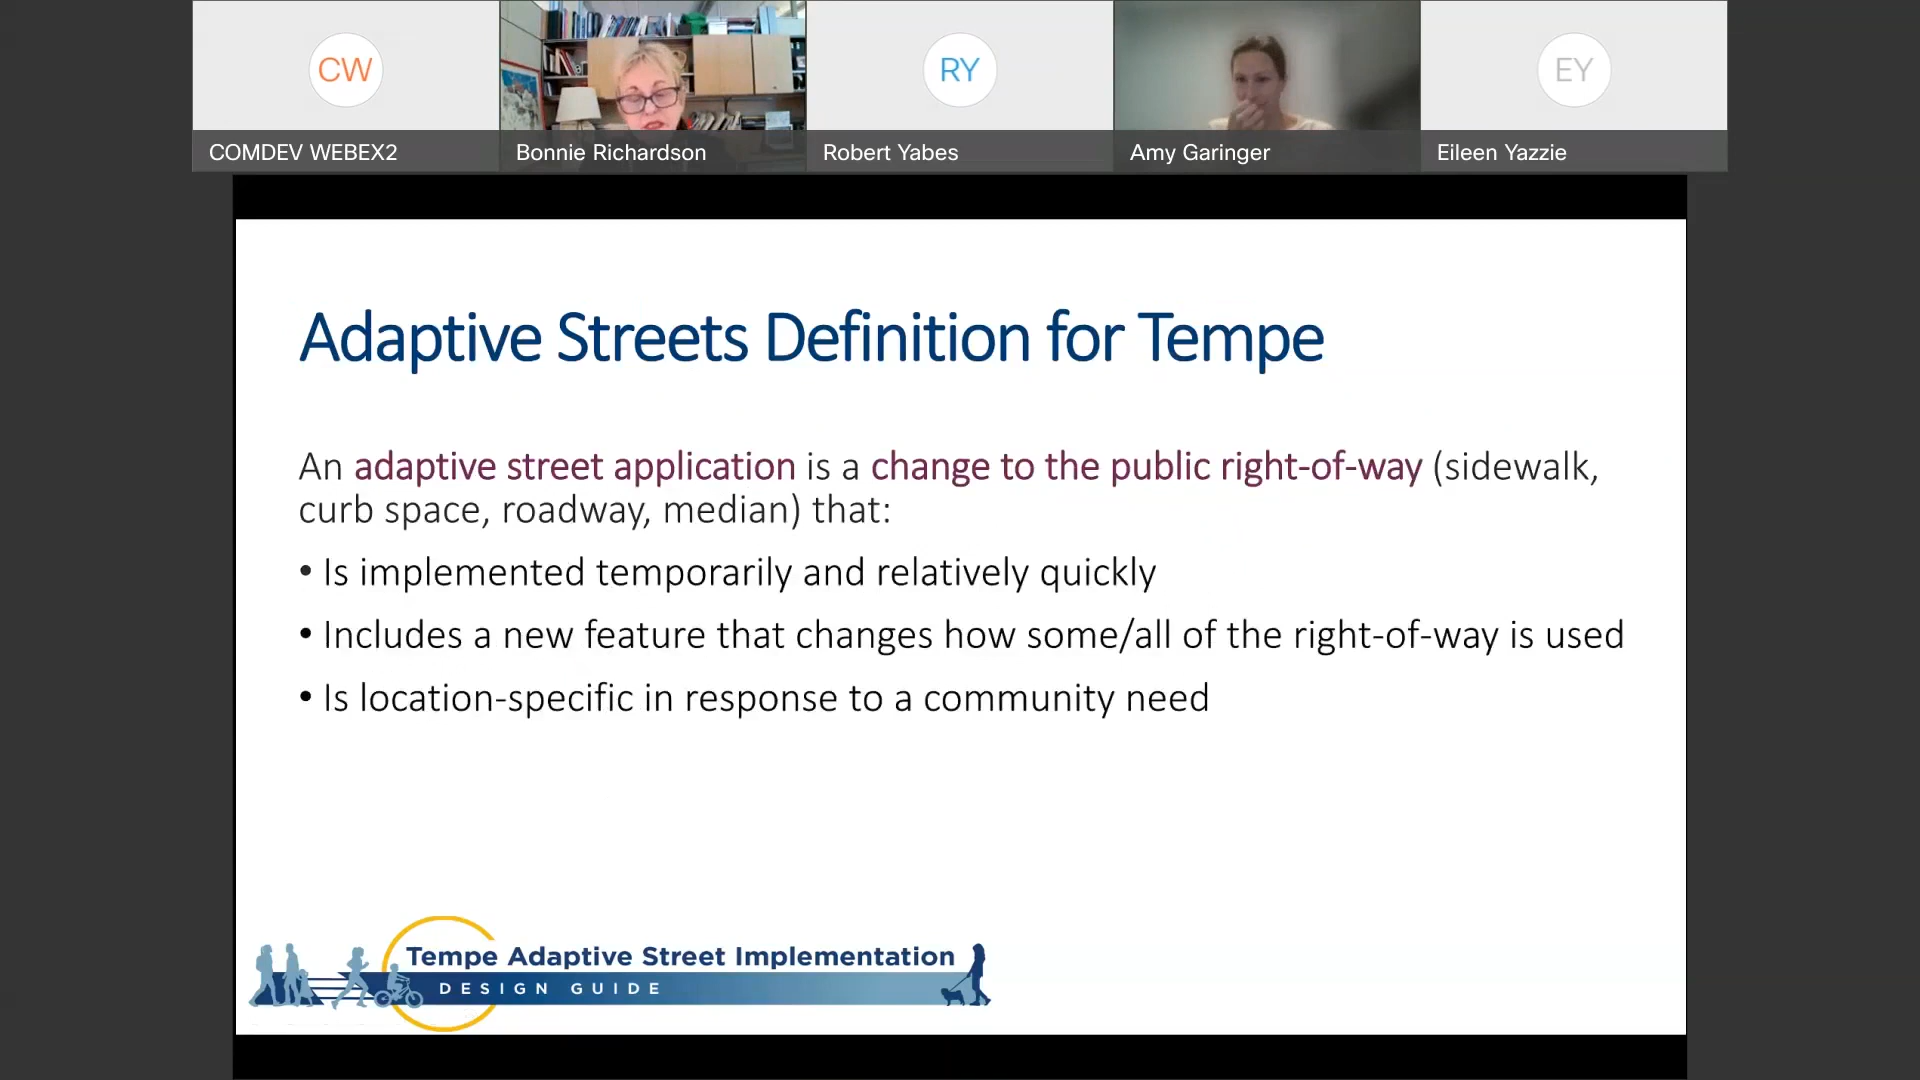 CW
RY
EY
COMDEV WEBEX2
Bonnie Richardson
Robert Yabes
Amy Garinger
Eileen Yazzie
Adaptive Streets Definition for Tempe
An adaptive street application is a change to the public right-of-way (sidewalk,
curb space, roadway, median) that:
• Is implemented temporarily and relatively quickly
• Includes a new feature that changes how some/all of the right-of-way is used
• Is location-specific in response to a community need
Tempe Adaptive Street Implementation
DESIGN GUIDE